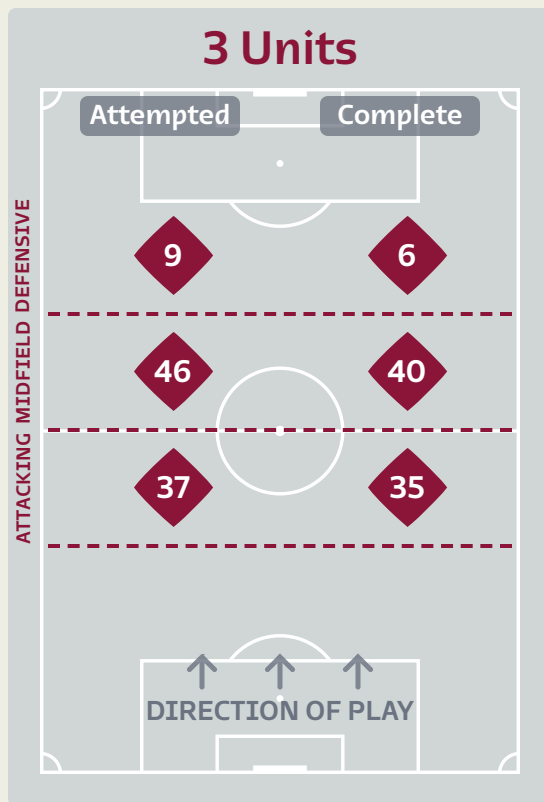 3 Units
Attempted Complete
9 6
46 40
37 35
ATTACKING MIDFIELD DEFENSIVE
DIRECTION OF PLAY